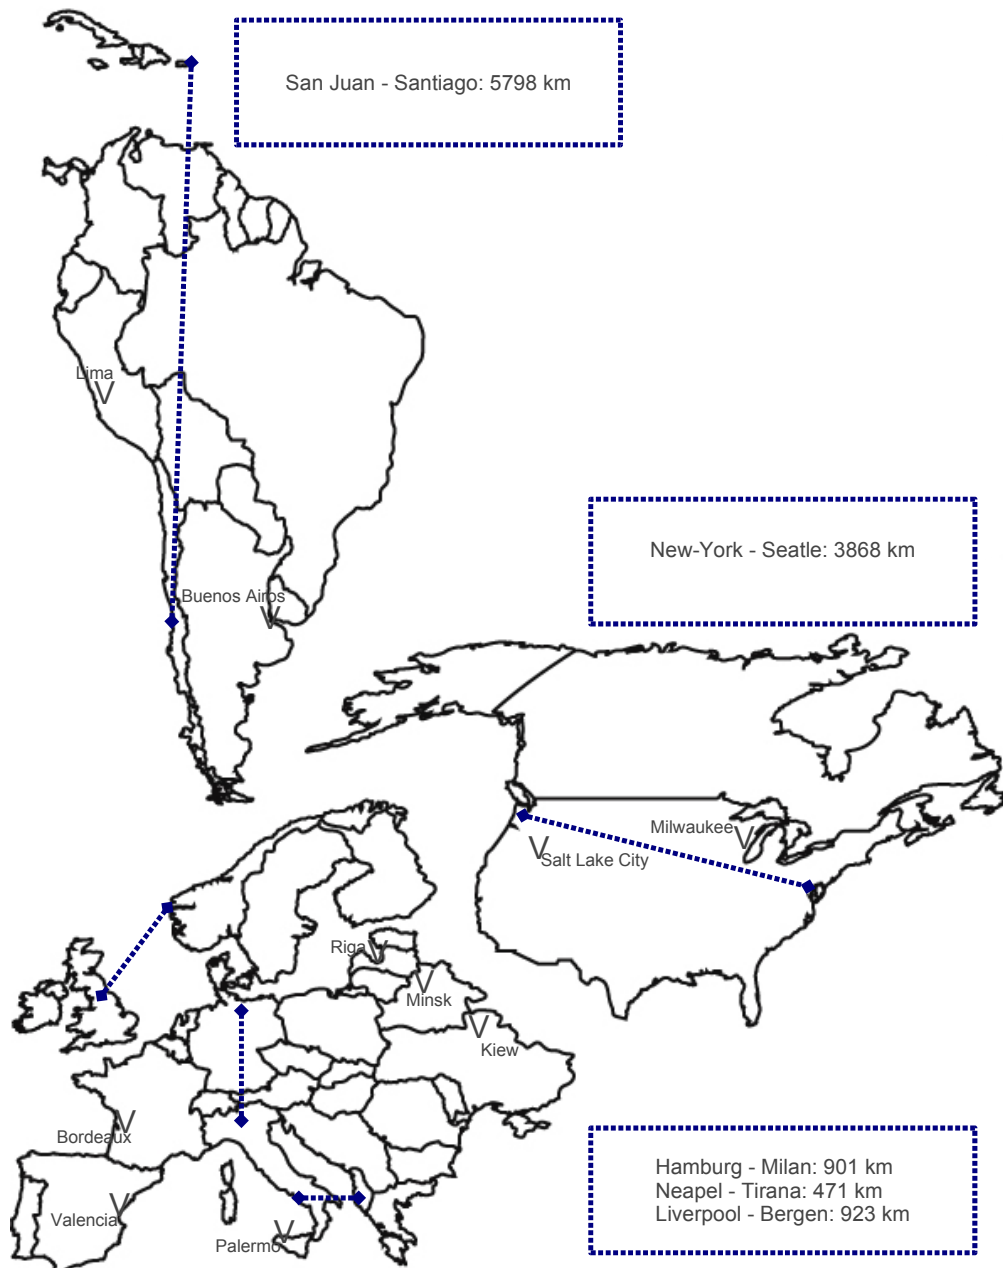 San Juan - Santiago: 5798 km
Lima
V
New-York - Seatle: 3868 km
Buenos Aires
V
Milwaukee
V
V
Salt Lake City
Riga
V
V
Minsk
V
Kiew
V
Bordeaux
Hamburg - Milan: 901 km
Neapel - Tirana: 471 km
Liverpool - Bergen: 923 km
V
Valencia
V
Palermo